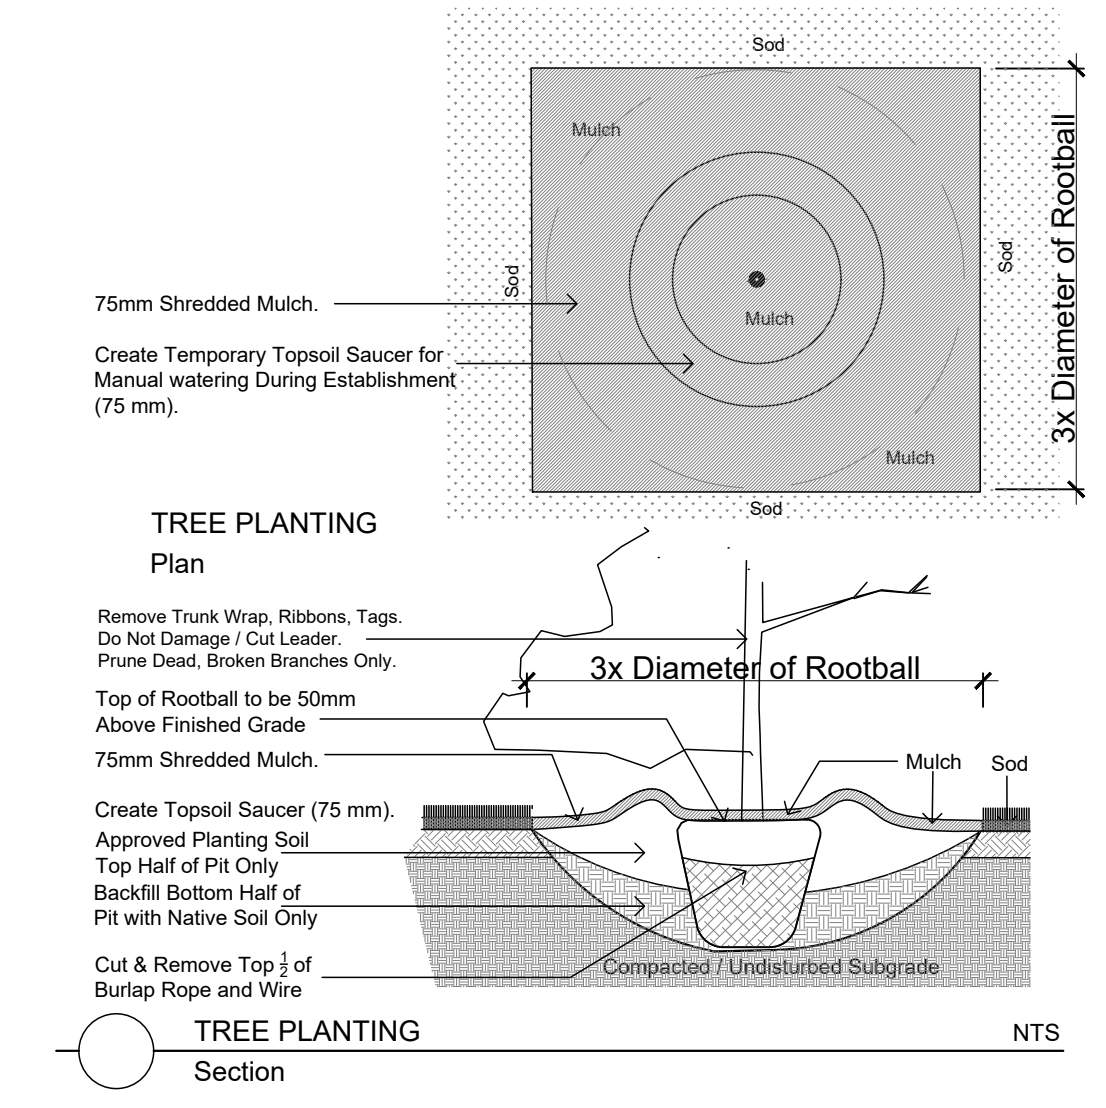 Sod
Mulch
3x Diameter of Rootball
Sod
Sod
75mm Shredded Mulch.
Mulch
Create Temporary Topsoil Saucer for
Manual watering During Establishment
(75 mm).
Mulch
Sod
TREE PLANTING
Plan
Remove Trunk Wrap, Ribbons, Tags.
Do Not Damage / Cut Leader.
Prune Dead, Broken Branches Only.
3x Diameter of Rootball
Top of Rootball to be 50mm
Above Finished Grade
75mm Shredded Mulch.
Mulch
Sod
Create Topsoil Saucer (75 mm).
Approved Planting Soil
Top Half of Pit Only
Backfill Bottom Half of
Pit with Native Soil Only
Cut & Remove Top 1/2 of
Burlap Rope and Wire
Compacted / Undisturbed Subgrade
TREE PLANTING
NTS
Section